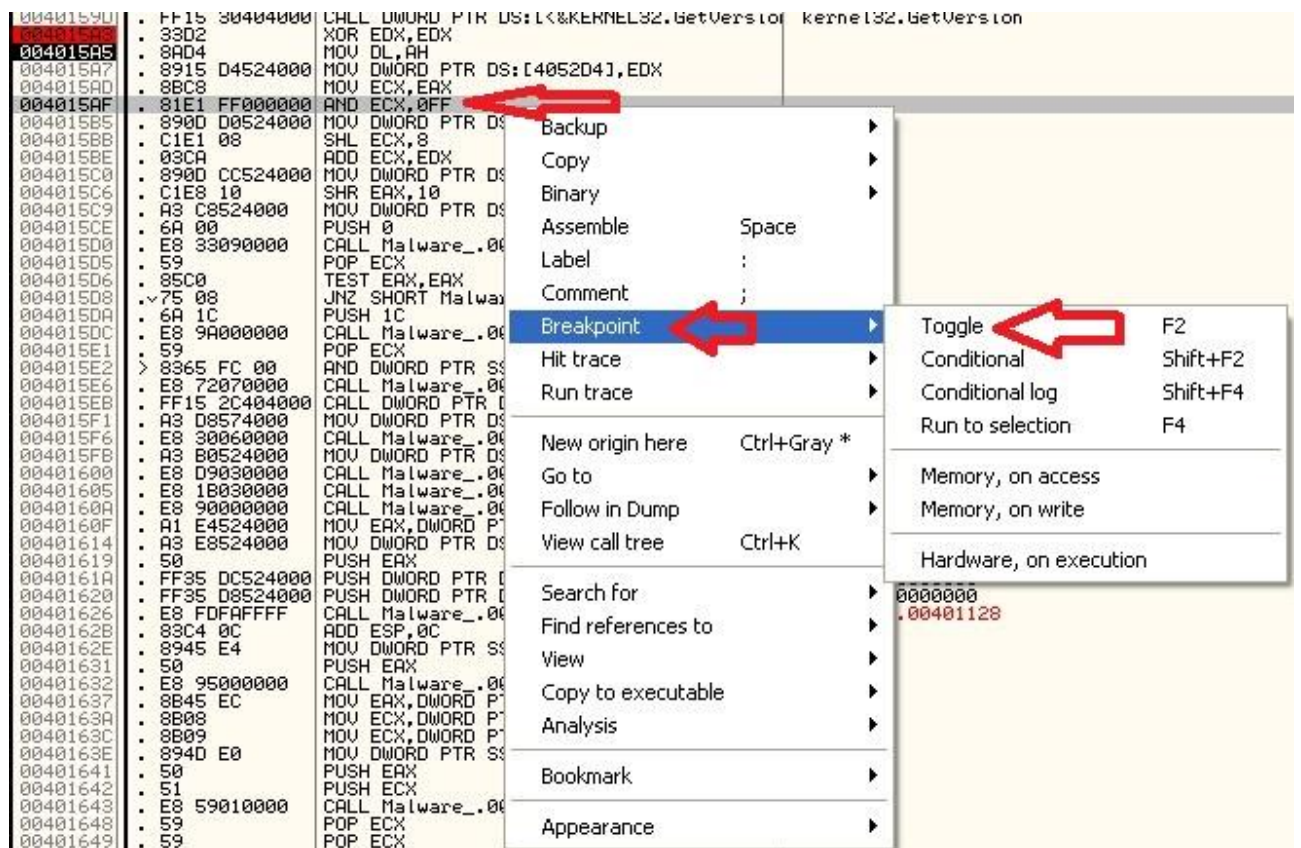 0040159D . FF15 30404000 CALL DWORD PTR DS:[<&KERNEL32.GetVersion kernel32.GetVersion
004015A3 . 33D2 XOR EDX,EDX
004015A5 . 8AD4 MOV DL,AH
004015A7 . 8915 D4524000 MOV DWORD PTR DS:[4052D4],EDX
004015AD . 8BC8 MOV ECX,EAX
004015AF . 81E1 FF000000 AND ECX,0FF
004015B5 . 890D D0524000 MOV DWORD PTR DS
004015BB . C1E1 08 SHL ECX,8
004015BE . 03CA ADD ECX,EDX
004015C0 . 890D CC524000 MOV DWORD PTR DS
004015C6 . C1E8 10 SHR EAX,10
004015C9 . A3 C8524000 MOV DWORD PTR DS
004015CE . 6A 00 PUSH 0
004015D0 . E8 33090000 CALL Malware_.00
004015D5 . 59 POP ECX
004015D6 . 85C0 TEST EAX,EAX
004015D8 .v75 08 JNZ SHORT Malwar
004015DA . 6A 1C PUSH 1C
004015DC . E8 9A000000 CALL Malware_.00
004015E1 . 59 POP ECX
004015E2 > 8365 FC 00 AND DWORD PTR SS
004015E6 . E8 72070000 CALL Malware_.00
004015EB . FF15 2C404000 CALL DWORD PTR D
004015F1 . A3 D8574000 MOV DWORD PTR DS
004015F6 . E8 30060000 CALL Malware_.00
004015FB . A3 B0524000 MOV DWORD PTR DS
00401600 . E8 D9030000 CALL Malware_.00
00401605 . E8 1B030000 CALL Malware_.00
0040160A . E8 90000000 CALL Malware_.00
0040160F . A1 E4524000 MOV EAX,DWORD PT
00401614 . A3 E8524000 MOV DWORD PTR DS
00401619 . 50 PUSH EAX
0040161A . FF35 DC524000 PUSH DWORD PTR D
00401620 . FF35 D8524000 PUSH DWORD PTR D 0000000
00401626 . E8 FDFAFFFF CALL Malware_.00 .00401128
0040162B . 83C4 0C ADD ESP,0C
0040162E . 8945 E4 MOV DWORD PTR SS
00401631 . 50 PUSH EAX
00401632 . E8 95000000 CALL Malware_.00
00401637 . 8B45 EC MOV EAX,DWORD PT
0040163A . 8B08 MOV ECX,DWORD PT
0040163C . 8B09 MOV ECX,DWORD PT
0040163E . 894D E0 MOV DWORD PTR SS
00401641 . 50 PUSH EAX
00401642 . 51 PUSH ECX
00401643 . E8 59010000 CALL Malware_.00
00401648 . 59 POP ECX
00401649 . 59 POP ECX
Backup
Copy
Binary
Assemble Space
Label :
Comment ;
Breakpoint
Hit trace
Run trace
New origin here Ctrl+Gray *
Go to
Follow in Dump
View call tree Ctrl+K
Search for
Find references to
View
Copy to executable
Analysis
Bookmark
Appearance
Toggle F2
Conditional Shift+F2
Conditional log Shift+F4
Run to selection F4
Memory, on access
Memory, on write
Hardware, on execution